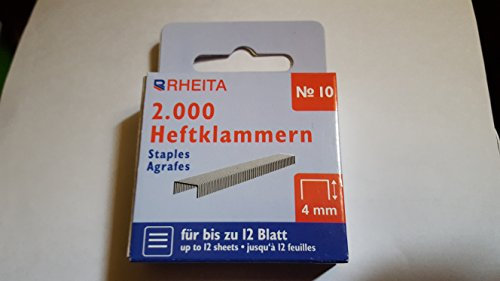 RHEITA
№ 10
2.000
Heftklammern
Staples
Agrafes
4 mm
für bis zu 12 Blatt
up to 12 sheets • jusqu'à 12 feuilles